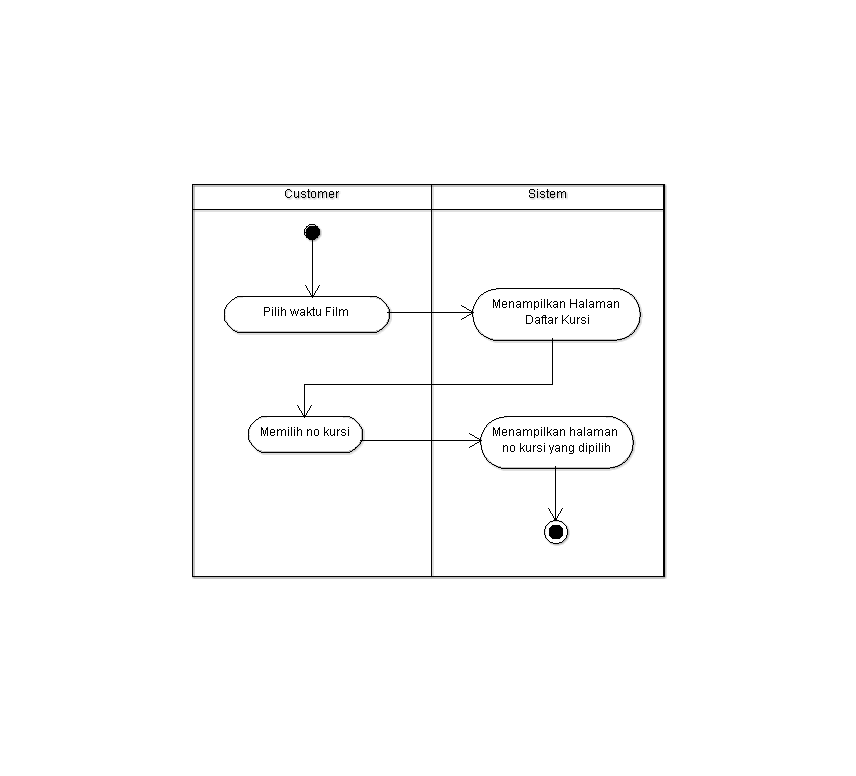 Customer
Sistem
Pilih waktu Film
Menampilkan Halaman
Daftar Kursi
Memilih no kursi
Menampilkan halaman
no kursi yang dipilih